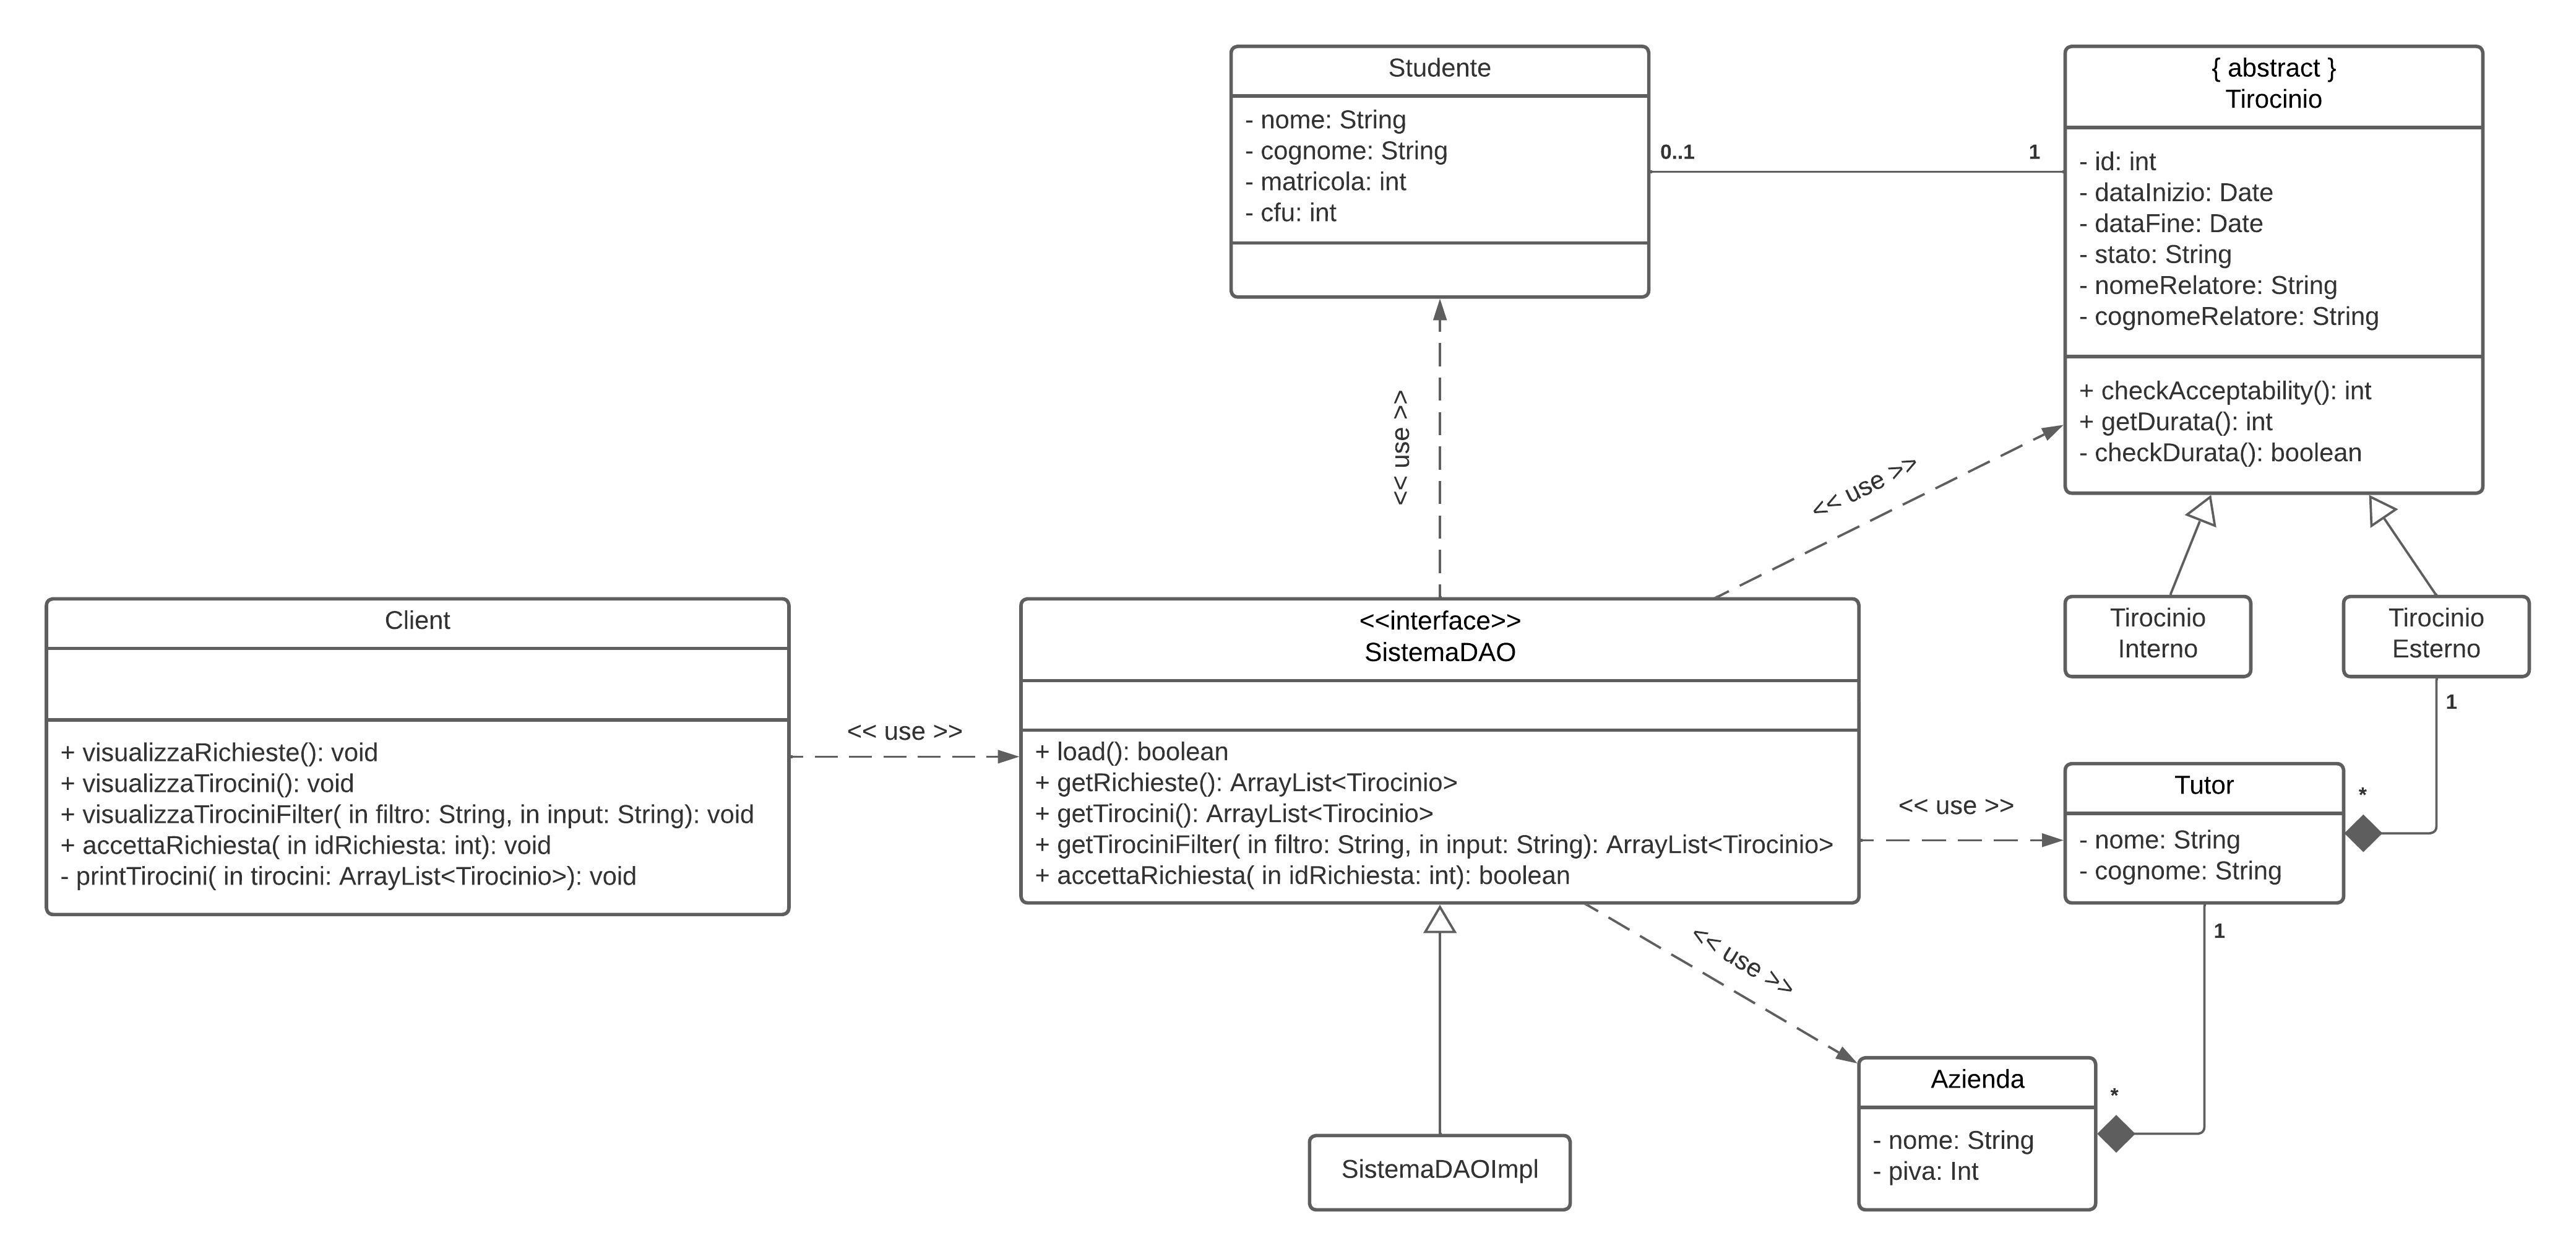 Studente
- nome: String
- cognome: String
- matricola: int
- cfu: int
0..1
1
{ abstract }
Tirocinio
- id: int
- dataInizio: Date
- dataFine: Date
- stato: String
- nomeRelatore: String
- cognomeRelatore: String
+ checkAcceptability(): int
+ getDurata(): int
- checkDurata(): boolean
<< use >>
<< use >>
Client
+ visualizzaRichieste(): void
+ visualizzaTirocini(): void
+ visualizzaTirociniFilter( in filtro: String, in input: String): void
+ accettaRichiesta( in idRichiesta: int): void
- printTirocini( in tirocini: ArrayList<Tirocinio>): void
<< use >>
<<interface>>
SistemaDAO
+ load(): boolean
+ getRichieste(): ArrayList<Tirocinio>
+ getTirocini(): ArrayList<Tirocinio>
+ getTirociniFilter( in filtro: String, in input: String): ArrayList<Tirocinio>
+ accettaRichiesta( in idRichiesta: int): boolean
Tirocinio
Interno
Tirocinio
Esterno
1
<< use >>
Tutor
- nome: String
- cognome: String
*
1
<< use >>
SistemaDAOImpl
Azienda
- nome: String
- piva: Int
*